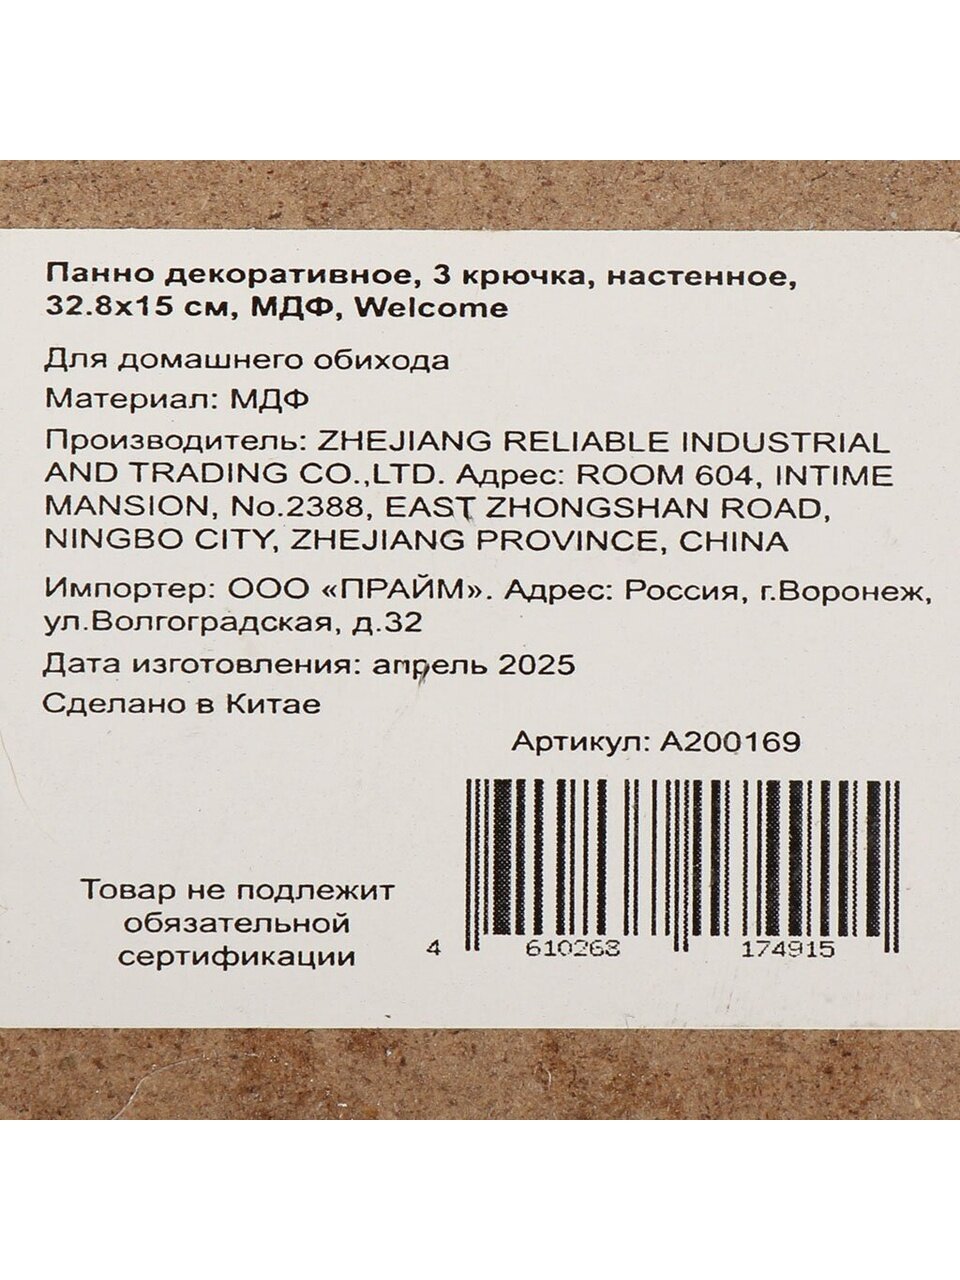 Панно декоративное, 3 крючка, настенное,
32.8х15 см, МДФ, Welcome
Для домашнего обихода
Материал: МДФ
Производитель: ZHEJIANG RELIABLE INDUSTRIAL
AND TRADING CO.,LTD. Адрес: ROOM 604, INTIME
MANSION, No.2388, EAST ZHONGSHAN ROAD,
NINGBO CITY, ZHEJIANG PROVINCE, CHINA
Импортер: ООО «ПРАЙМ». Адрес: Россия, г.Воронеж,
ул.Волгоградская, д.32
Дата изготовления: апрель 2025
Сделано в Китае
Артикул: А200169
Товар не подлежит
обязательной
сертификации
4 610268 174915